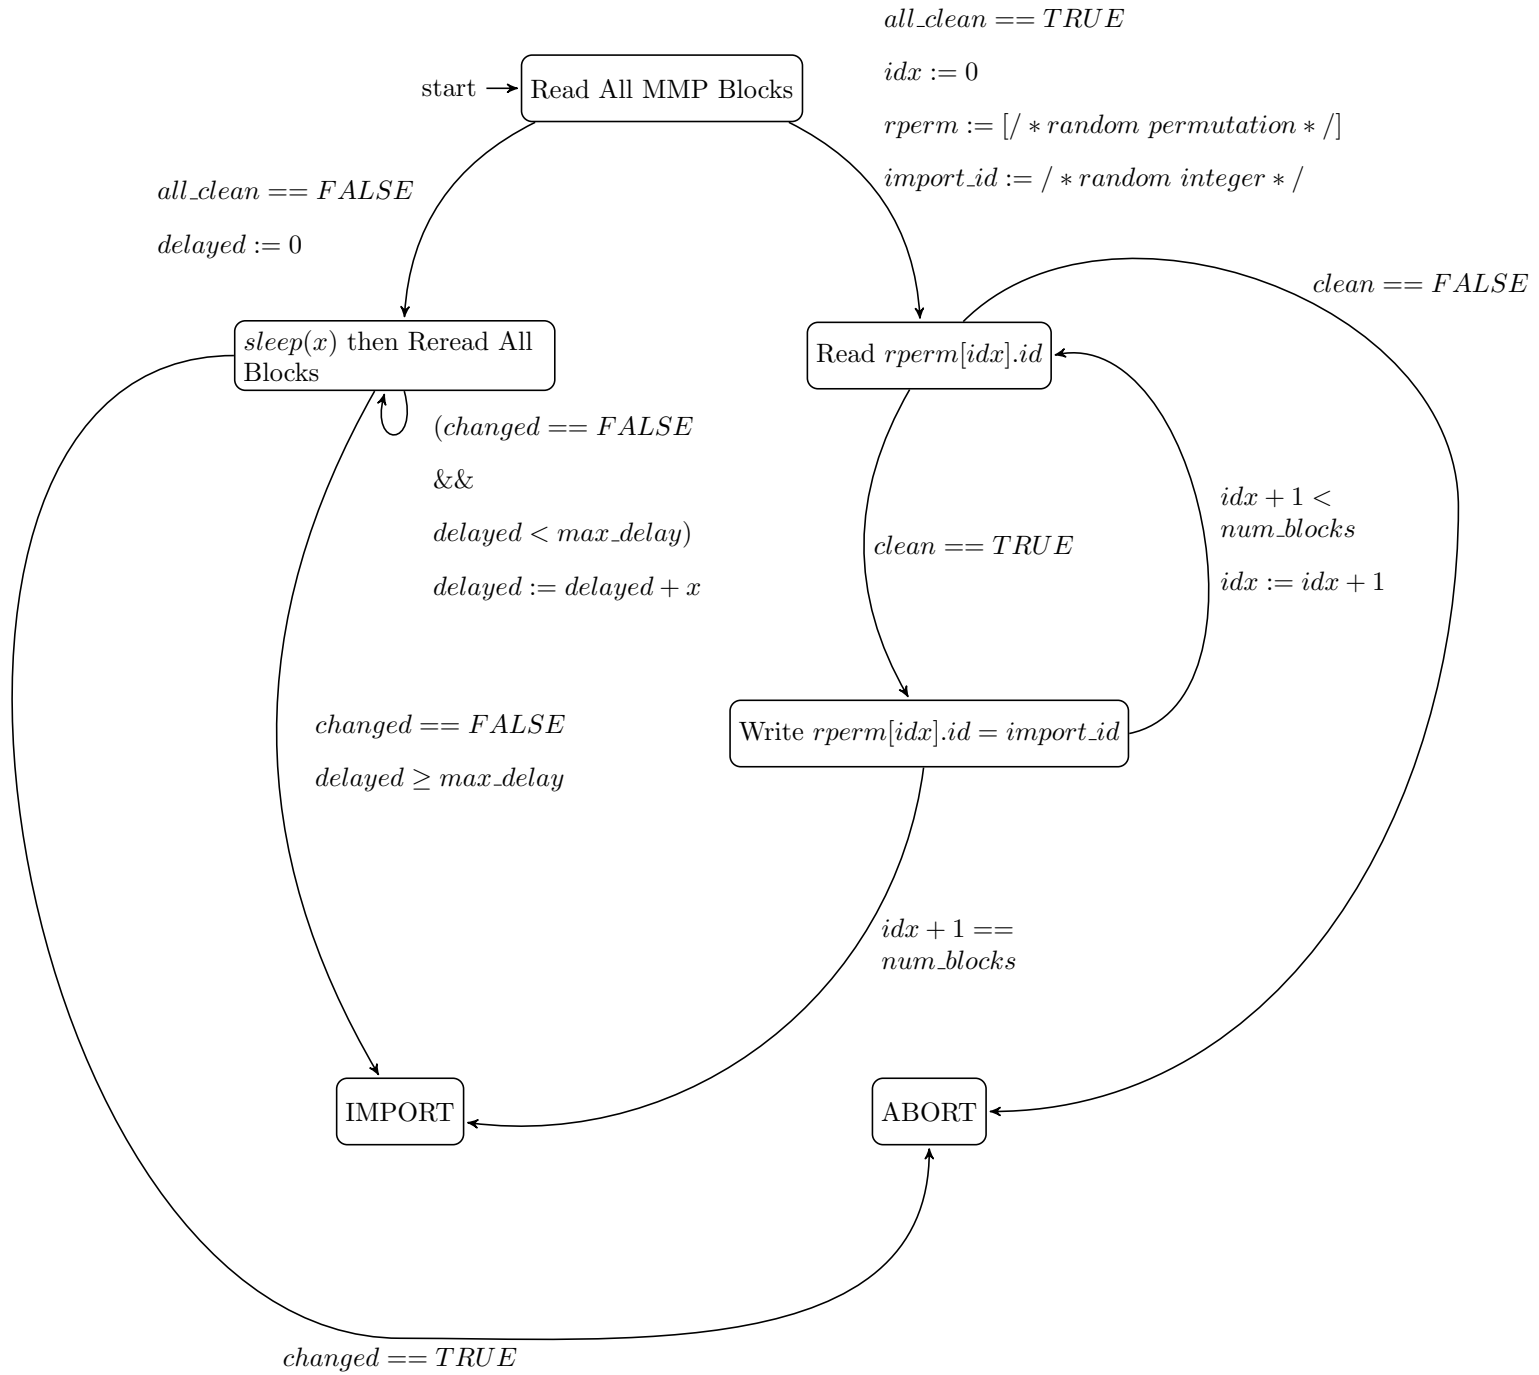 all_clean == TRUE
idx := 0
rperm := [/ * random permutation * /]
import_id := / * random integer * /
start
Read All MMP Blocks
all_clean == FALSE
delayed := 0
clean == FALSE
sleep(x) then Reread All
Blocks
Read rperm[idx].id
(changed == FALSE
&&
delayed < max_delay)
delayed := delayed + x
clean == TRUE
idx + 1 <
num_blocks
idx := idx + 1
Write rperm[idx].id = import_id
changed == FALSE
delayed ≥ max_delay
idx + 1 ==
num_blocks
IMPORT
ABORT
changed == TRUE